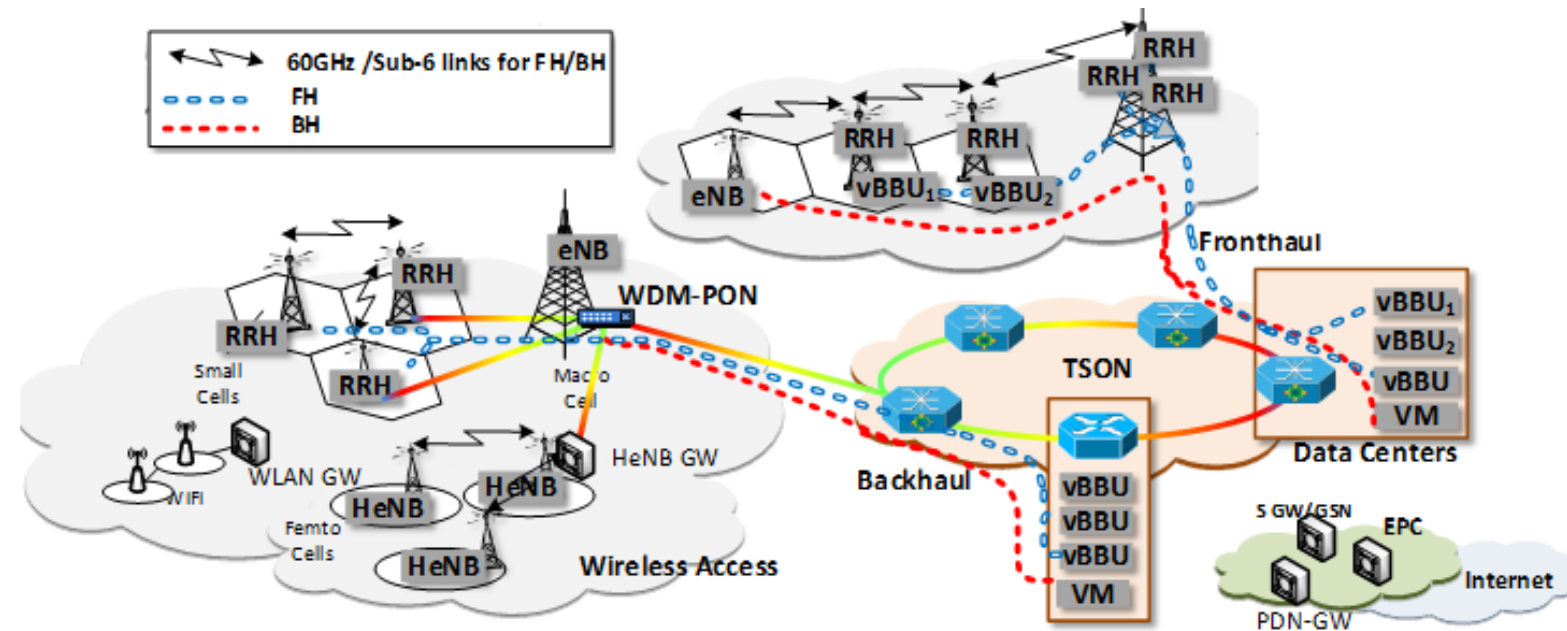 60GHz /Sub-6 links for FH/BH
FH
BH
RRH
RRH
RRH
RRH
RRH
eNB
vBBU1
vBBU2
Fronthaul
eNB
RRH
WDM-PON
RRH
RRH
Small
Cells
Macro
Cell
TSON
vBBU1
vBBU2
vBBU
VM
Data Centers
WLAN GW
WIFI
HeNB GW
HeNB
HeNB
HeNB
Femto
Cells
Wireless Access
Backhaul
vBBU
vBBU
vBBU
VM
S GW/GSN
EPC
Internet
PDN-GW